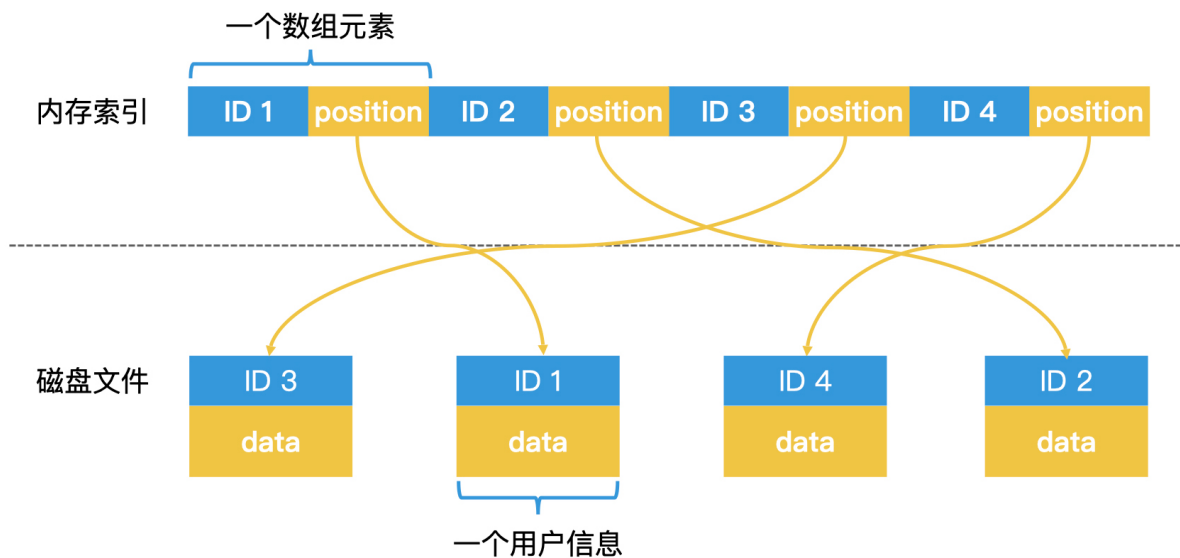 一个数组元素
内存索引
ID 1 position ID 2 position ID 3 position ID 4 position
磁盘文件
ID 3 ID 1 ID 4 ID 2
data data data data
一个用户信息